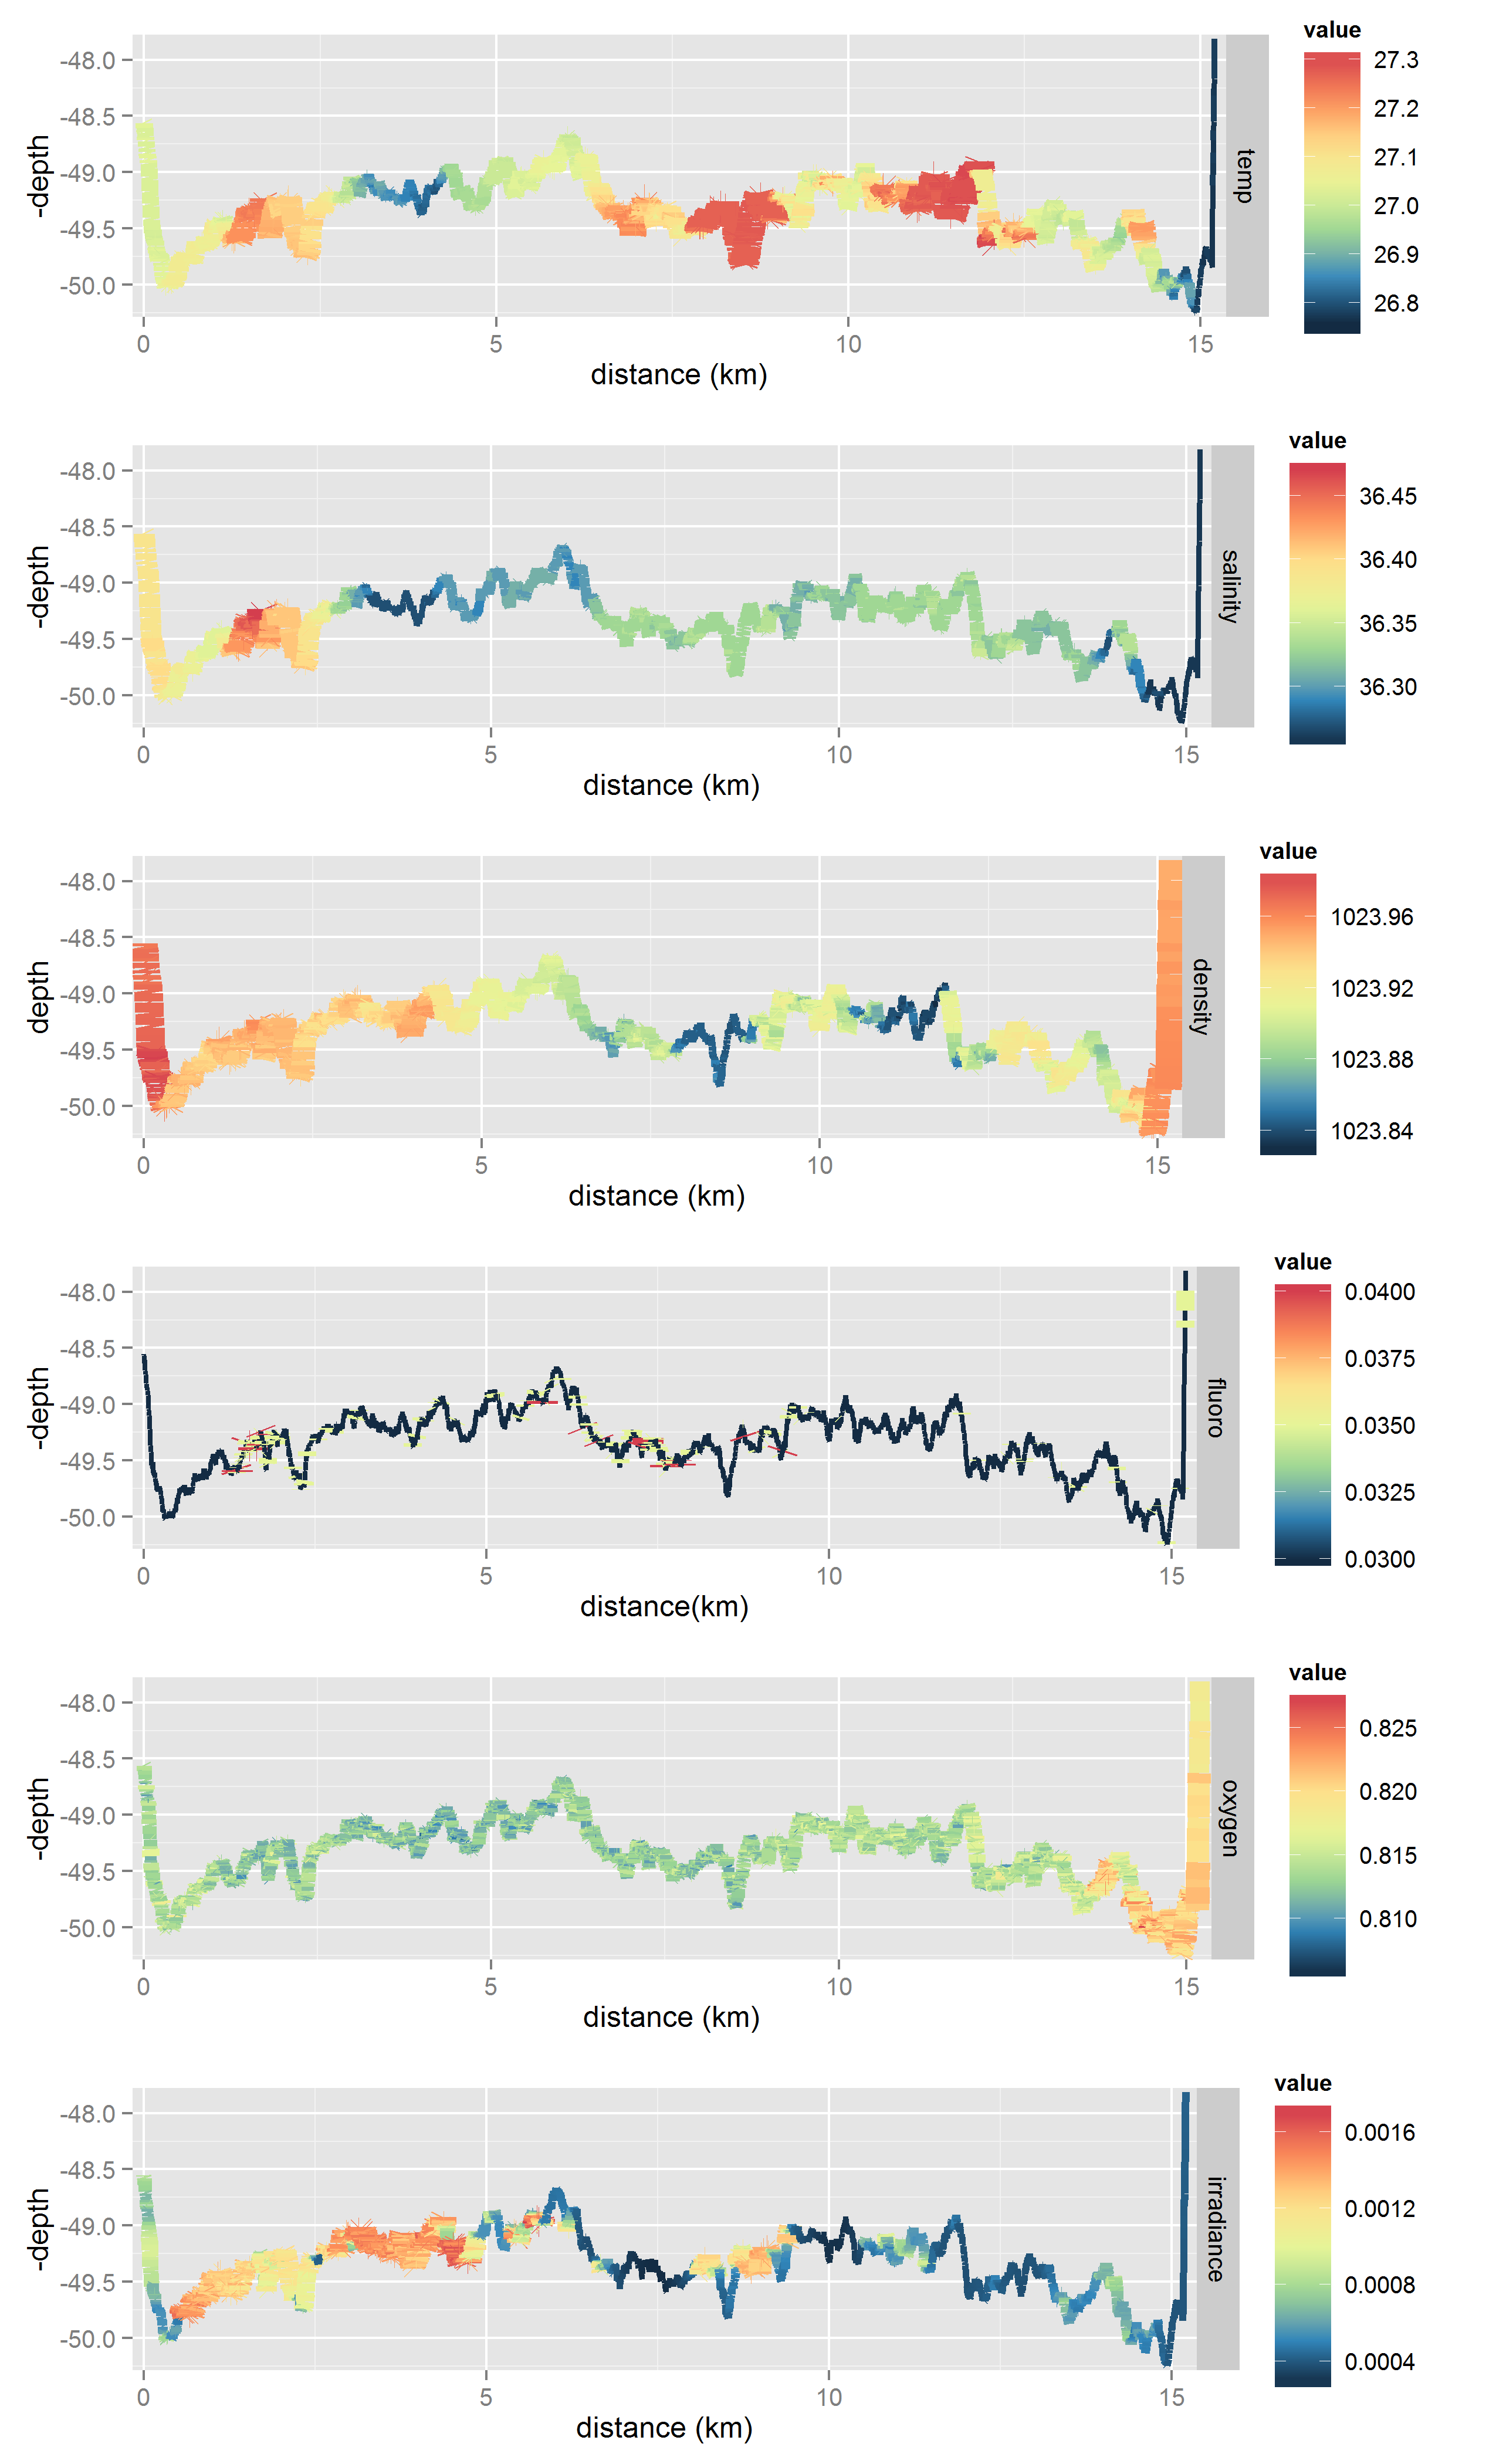 value
-48.0
-48.5
-49.0
-49.5
-50.0
-depth
temp
27.3
27.2
27.1
27.0
26.9
26.8
0 5 10 15
distance (km)
value
-48.0
-48.5
-49.0
-49.5
-50.0
-depth
salinity
36.45
36.40
36.35
36.30
0 5 10 15
distance (km)
value
-48.0
-48.5
-49.0
-49.5
-50.0
depth
density
1023.96
1023.92
1023.88
1023.84
0 5 10 15
distance (km)
value
-48.0
-48.5
-49.0
-49.5
-50.0
-depth
fluoro
0.0400
0.0375
0.0350
0.0325
0.0300
0 5 10 15
distance(km)
value
-48.0
-48.5
-49.0
-49.5
-50.0
-depth
oxygen
0.825
0.820
0.815
0.810
0 5 10 15
distance (km)
value
-48.0
-48.5
-49.0
-49.5
-50.0
-depth
irradiance
0.0016
0.0012
0.0008
0.0004
0 5 10 15
distance (km)